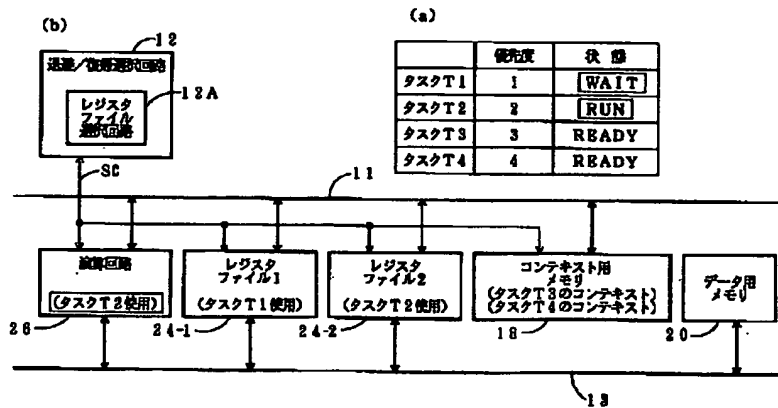 (b)
12
退避/復帰選択回路
12A
レジスタ
ファイル
選択回路
SC
(a)
優先度 状態
タスクT1 1 WAIT
タスクT2 2 RUN
タスクT3 3 READY
タスクT4 4 READY
11
演算回路
(タスクT2使用)
26
レジスタ
ファイル1
(タスクT1使用)
24-1
レジスタ
ファイル2
(タスクT2使用)
24-2
コンテキスト用
メモリ
(タスクT3のコンテキスト)
(タスクT4のコンテキスト)
18
データ用
メモリ
20
13